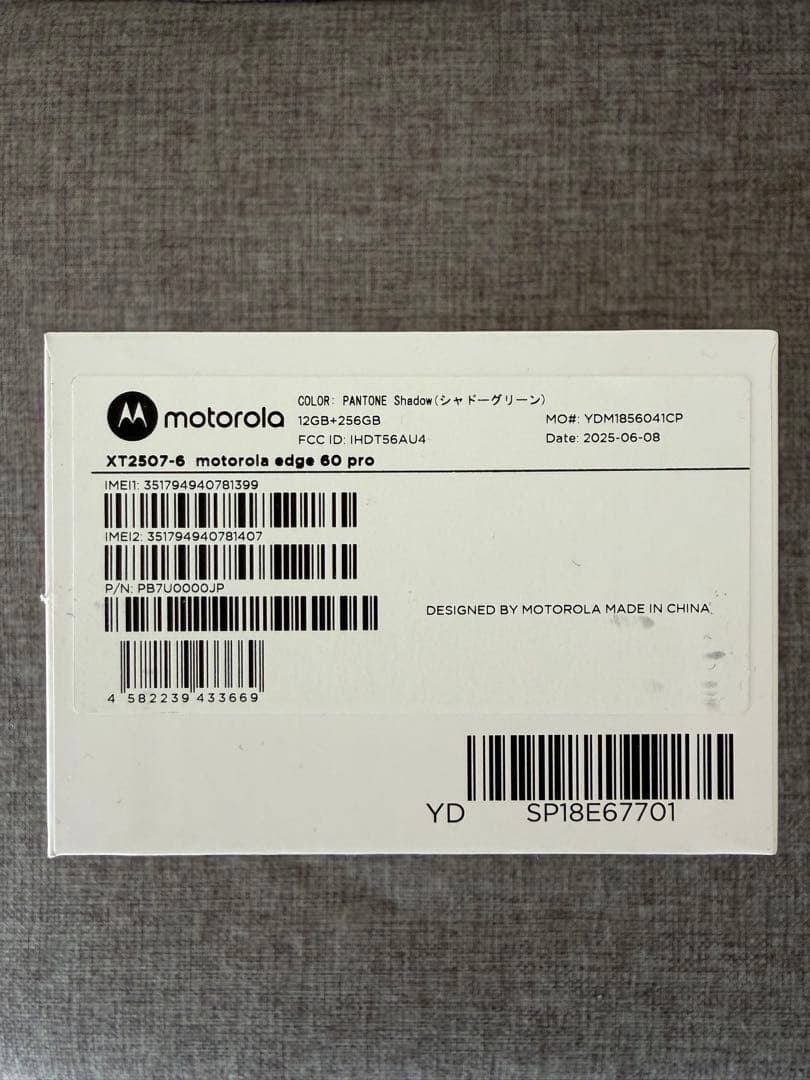 motorola
COLOR: PANTONE Shadow(シャドーグリーン)
12GB+256GB
FCC ID: IHDT56AU4
MO#: YDM1856041CP
Date: 2025-06-08
XT2507-6 motorola edge 60 pro
IMEI1: 351794940781399
IMEI2: 351794940781407
P/N: PB7U0000JP
DESIGNED BY MOTOROLA MADE IN CHINA
4 582239 433669
YD SP18E67701